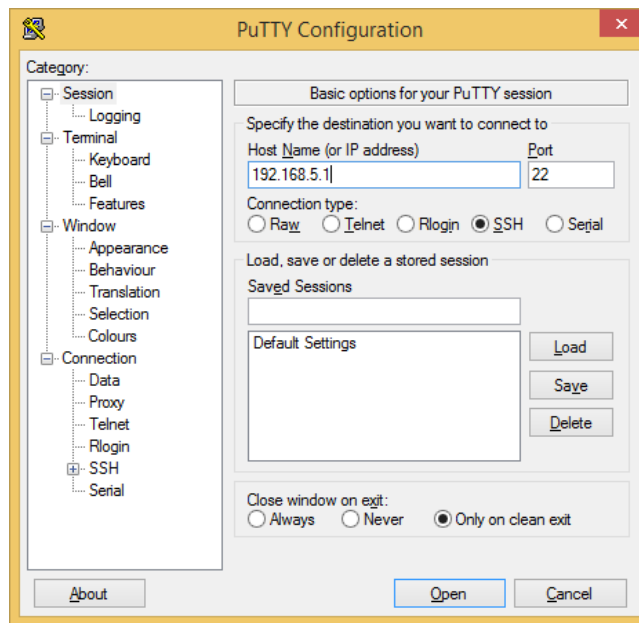 PuTTY Configuration
Category:
Session
Logging
Terminal
Keyboard
Bell
Features
Window
Appearance
Behaviour
Translation
Selection
Colours
Connection
Data
Proxy
Telnet
Rlogin
SSH
Serial
Basic options for your PuTTY session
Specify the destination you want to connect to
Host Name (or IP address) Port
192.168.5.1 22
Connection type:
Raw Telnet Rlogin SSH Serial
Load, save or delete a stored session
Saved Sessions
Default Settings
Load
Save
Delete
Close window on exit:
Always Never Only on clean exit
About Open Cancel